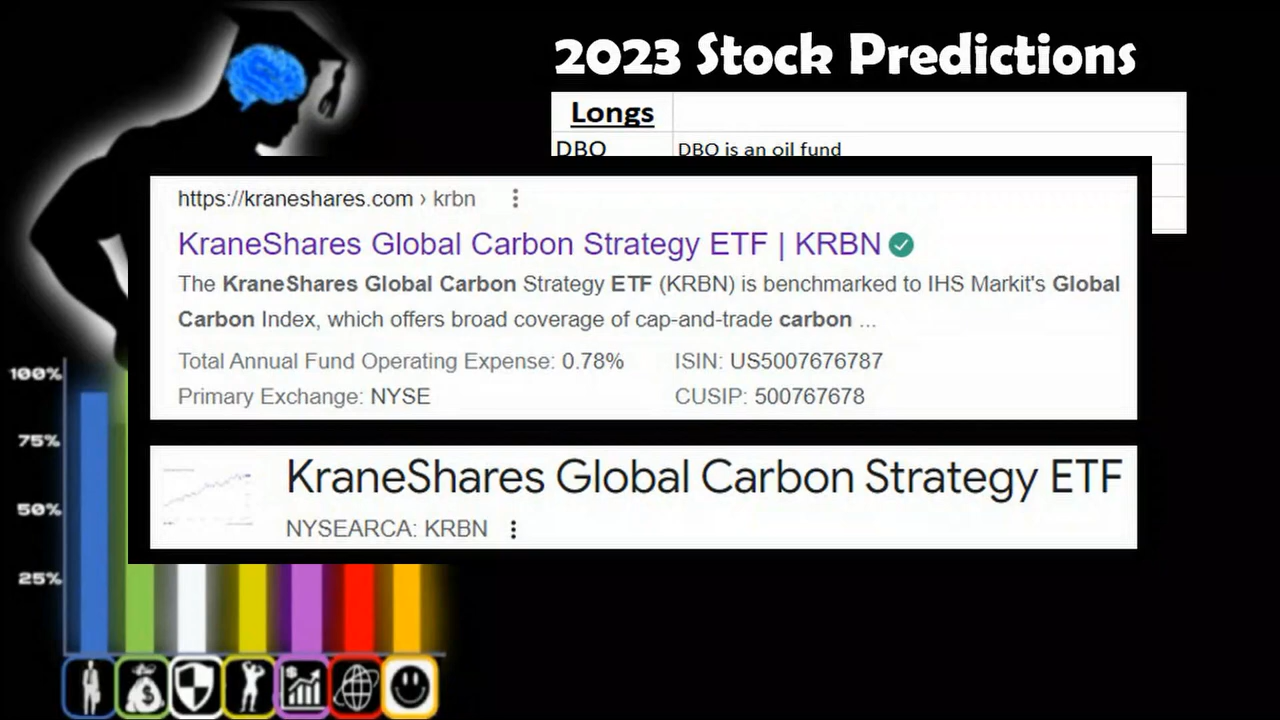 2023 Stock Predictions
Longs
DBO DBO is an oil fund
https://kraneshares.com › krbn
KraneShares Global Carbon Strategy ETF | KRBN
The KraneShares Global Carbon Strategy ETF (KRBN) is benchmarked to IHS Markit's Global
Carbon Index, which offers broad coverage of cap-and-trade carbon ...
Total Annual Fund Operating Expense: 0.78% ISIN: US5007676787
Primary Exchange: NYSE CUSIP: 500767678
KraneShares Global Carbon Strategy ETF
NYSEARCA: KRBN
100%
75%
50%
25%